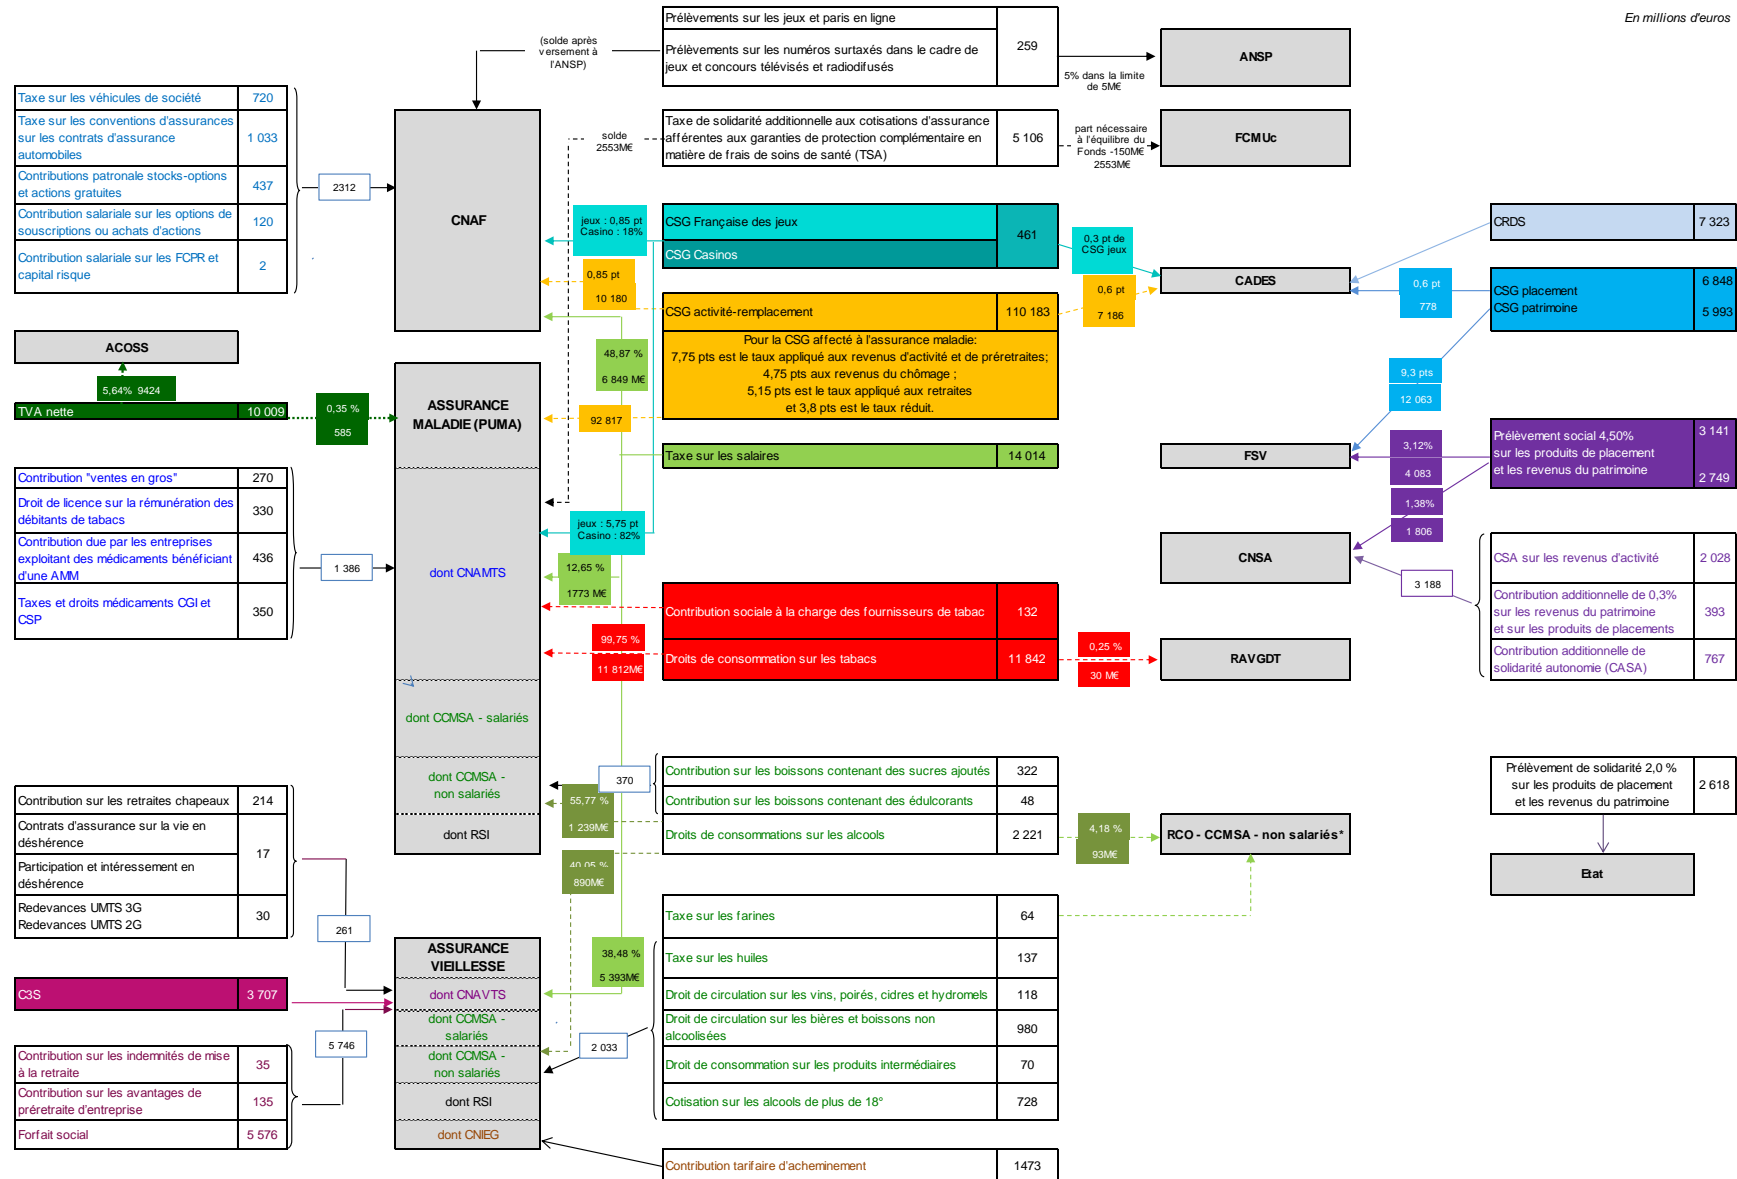 En millions d'euros
Prélèvements sur les jeux et paris en ligne
Prélèvements sur les numéros surtaxés dans le cadre de
jeux et concours télévisés et radiodifusés
259
(solde après
versement à
l'ANSP)
5% dans la limite
de 5M€
ANSP
Taxe sur les véhicules de société
720
Taxe sur les conventions d'assurances
sur les contrats d'assurance
automobiles
1 033
Contributions patronale stocks-options
et actions gratuites
437
Contribution salariale sur les options de
souscriptions ou achats d'actions
120
Contribution salariale sur les FCPR et
capital risque
2
2312
CNAF
solde
2553M€
Taxe de solidarité additionnelle aux cotisations d'assurance
afférentes aux garanties de protection complémentaire en
matière de frais de soins de santé (TSA)
5 106
part nécessaire
à l'équilibre du
Fonds -150M€
2553M€
FCMUc
jeux : 0,85 pt
Casino : 18%
CSG Française des jeux
CSG Casinos
461
0,3 pt de
CSG jeux
CADES
CRDS
7 323
0,85 pt
10 180
CSG activité-remplacement
110 183
0,6 pt
7 186
0,6 pt
778
CSG placement
CSG patrimoine
6 848
5 993
Pour la CSG affecté à l'assurance maladie:
7,75 pts est le taux appliqué aux revenus d'activité et de préretraites;
4,75 pts aux revenus du chômage ;
5,15 pts est le taux appliqué aux retraites
et 3,8 pts est le taux réduit.
ACOSS
5,64% 9424
TVA nette
10 009
0,35 %
585
48,87 %
6 849 M€
92 817
9,3 pts
12 063
ASSURANCE
MALADIE (PUMA)
Taxe sur les salaires
14 014
FSV
3,12%
4 083
1,38%
1 806
Prélèvement social 4,50%
sur les produits de placement
et les revenus du patrimoine
3 141
2 749
Contribution "ventes en gros"
270
Droit de licence sur la rémunération des
débitants de tabacs
330
Contribution due par les entreprises
exploitant des médicaments bénéficiant
d'une AMM
436
Taxes et droits médicaments CGI et
CSP
350
1 386
dont CNAMTS
jeux : 5,75 pt
Casino : 82%
12,65 %
1773 M€
CNSA
3 188
CSA sur les revenus d'activité
2 028
Contribution additionnelle de 0,3%
sur les revenus du patrimoine
et sur les produits de placements
393
Contribution additionnelle de
solidarité autonomie (CASA)
767
Contribution sociale à la charge des fournisseurs de tabac
132
99,75 %
11 812M€
Droits de consommation sur les tabacs
11 842
0,25 %
30 M€
RAVGDT
dont CCMSA - salariés
dont CCMSA -
non salariés
dont RSI
370
Contribution sur les boissons contenant des sucres ajoutés
322
Contribution sur les boissons contenant des édulcorants
48
55,77 %
1 239M€
Droits de consommations sur les alcools
2 221
4,18 %
93M€
RCO - CCMSA - non salariés*
40,05 %
890M€
Prélèvement de solidarité 2,0 %
sur les produits de placement
et les revenus du patrimoine
2 618
Etat
Contribution sur les retraites chapeaux
214
Contrats d'assurance sur la vie en
déshérence
Participation et intéressement en
déshérence
17
Redevances UMTS 3G
Redevances UMTS 2G
30
261
Taxe sur les farines
64
Taxe sur les huiles
137
Droit de circulation sur les vins, poirés, cidres et hydromels
118
Droit de circulation sur les bières et boissons non
alcoolisées
980
Droit de consommation sur les produits intermédiaires
70
Cotisation sur les alcools de plus de 18°
728
2 033
38,48 %
5 393M€
ASSURANCE
VIEILLESSE
dont CNAVTS
dont CCMSA -
salariés
dont CCMSA -
non salariés
dont RSI
dont CNIEG
C3S
3 707
5 746
Contribution sur les indemnités de mise
à la retraite
35
Contribution sur les avantages de
préretraite d'entreprise
135
Forfait social
5 576
Contribution tarifaire d'acheminement
1473